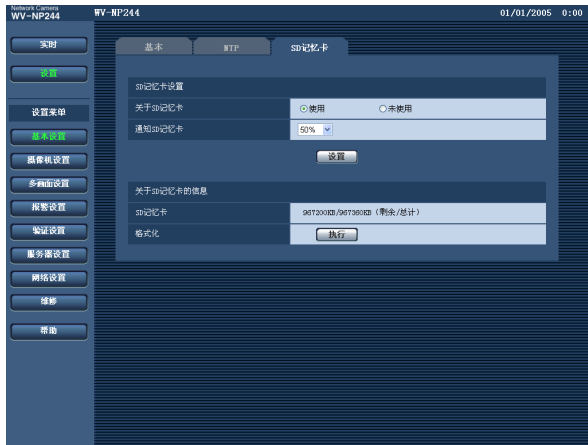 Network Camera
WV-NP244
WV-NP244
01/01/2005 0:00
实时
设置
设置菜单
基本设置
摄像机设置
多画面设置
报警设置
验证设置
服务器设置
网络设置
维修
帮助
基本
NTP
SD记忆卡
SD记忆卡设置
关于SD记忆卡
使用
未使用
通知SD记忆卡
50%
设置
关于SD记忆卡的信息
SD记忆卡
967200KB/967360KB（剩余/总计）
格式化
执行